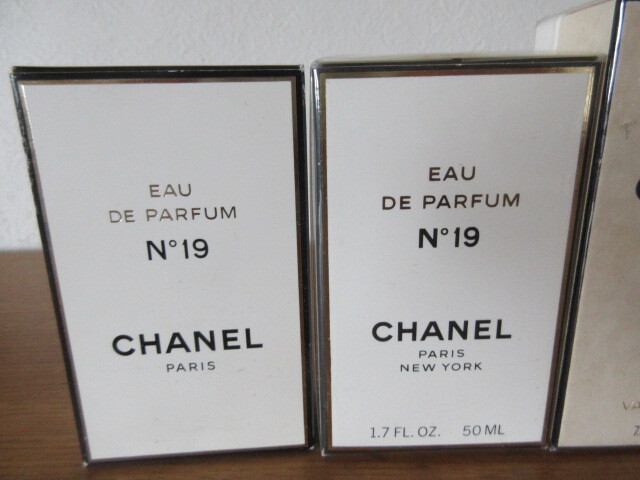 EAU
DE PARFUM
N°19
CHANEL
PARIS
EAU
DE PARFUM
N°19
CHANEL
PARIS
NEW YORK
1.7 FL. OZ. 50 ML